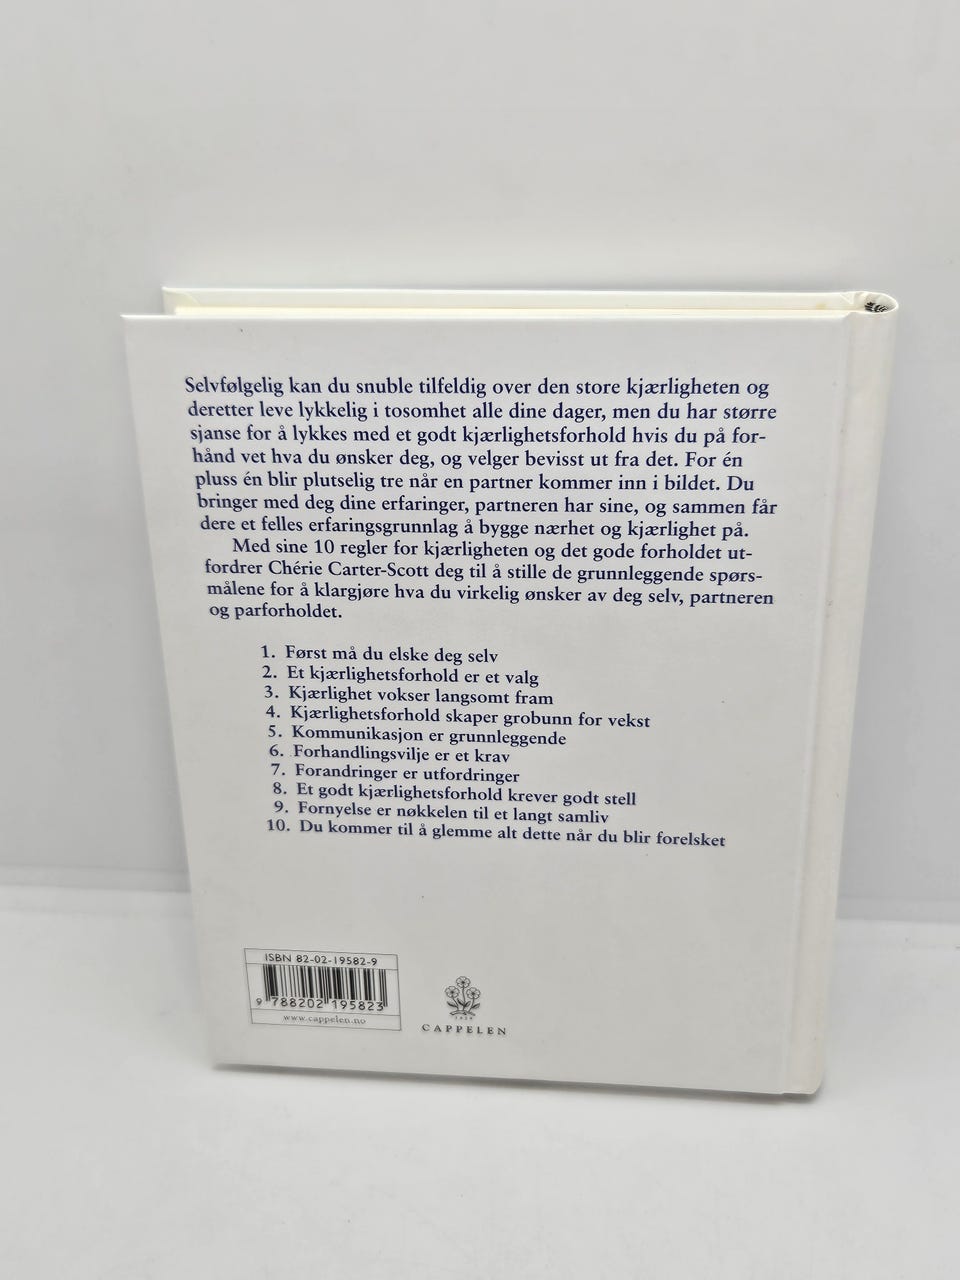 Selvfølgelig kan du snuble tilfeldig over den store kjærligheten og
deretter leve lykkelig i tosomhet alle dine dager, men du har større
sjanse for å lykkes med et godt kjærlighetsforhold hvis du på for-
hånd vet hva du ønsker deg, og velger bevisst ut fra det. For én
pluss én blir plutselig tre når en partner kommer inn i bildet. Du
bringer med deg dine erfaringer, partneren har sine, og sammen får
dere et felles erfaringsgrunnlag å bygge nærhet og kjærlighet på.
Med sine 10 regler for kjærligheten og det gode forholdet ut-
fordrer Chérie Carter-Scott deg til å stille de grunnleggende spørs-
målene for å klargjøre hva du virkelig ønsker av deg selv, partneren
og parforholdet.
1. Først må du elske deg selv
2. Et kjærlighetsforhold er et valg
3. Kjærlighet vokser langsomt fram
4. Kjærlighetsforhold skaper grobunn for vekst
5. Kommunikasjon er grunnleggende
6. Forhandlingsvilje er et krav
7. Forandringer er utfordringer
8. Et godt kjærlighetsforhold krever godt stell
9. Fornyelse er nøkkelen til et langt samliv
10. Du kommer til å glemme alt dette når du blir forelsket
ISBN 82-02-19582-9
9 788202 195823
www.cappelen.no
1829
CAPPELEN